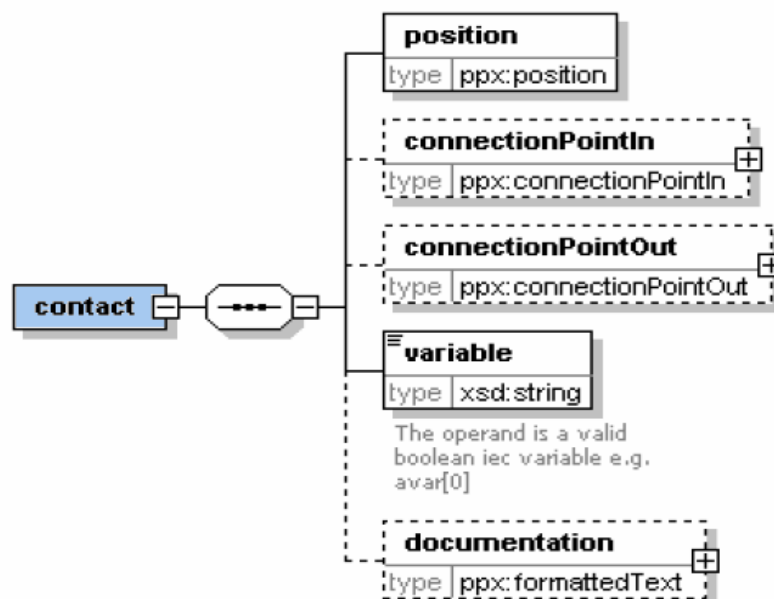 position
type ppx:position
connectionPointIn
type ppx:connectionPointIn
connectionPointOut
type ppx:connectionPointOut
contact
variable
type xsd:string
The operand is a valid
boolean iec variable e.g.
avar[0]
documentation
type ppx:formattedText